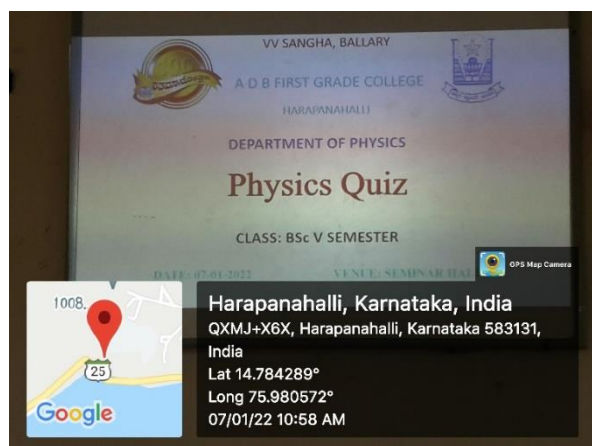 VV SANGHA, BALLARY
A D B FIRST GRADE COLLEGE
HARAPANAHALLI
DEPARTMENT OF PHYSICS
Physics Quiz
CLASS: BSc V SEMESTER
DATE: 07-01-2022 VENUE: SEMINAR HAL
GPS Map Camera
1008.
25
Google
Harapanahalli, Karnataka, India
QXMJ+X6X, Harapanahalli, Karnataka 583131,
India
Lat 14.784289°
Long 75.980572°
07/01/22 10:58 AM